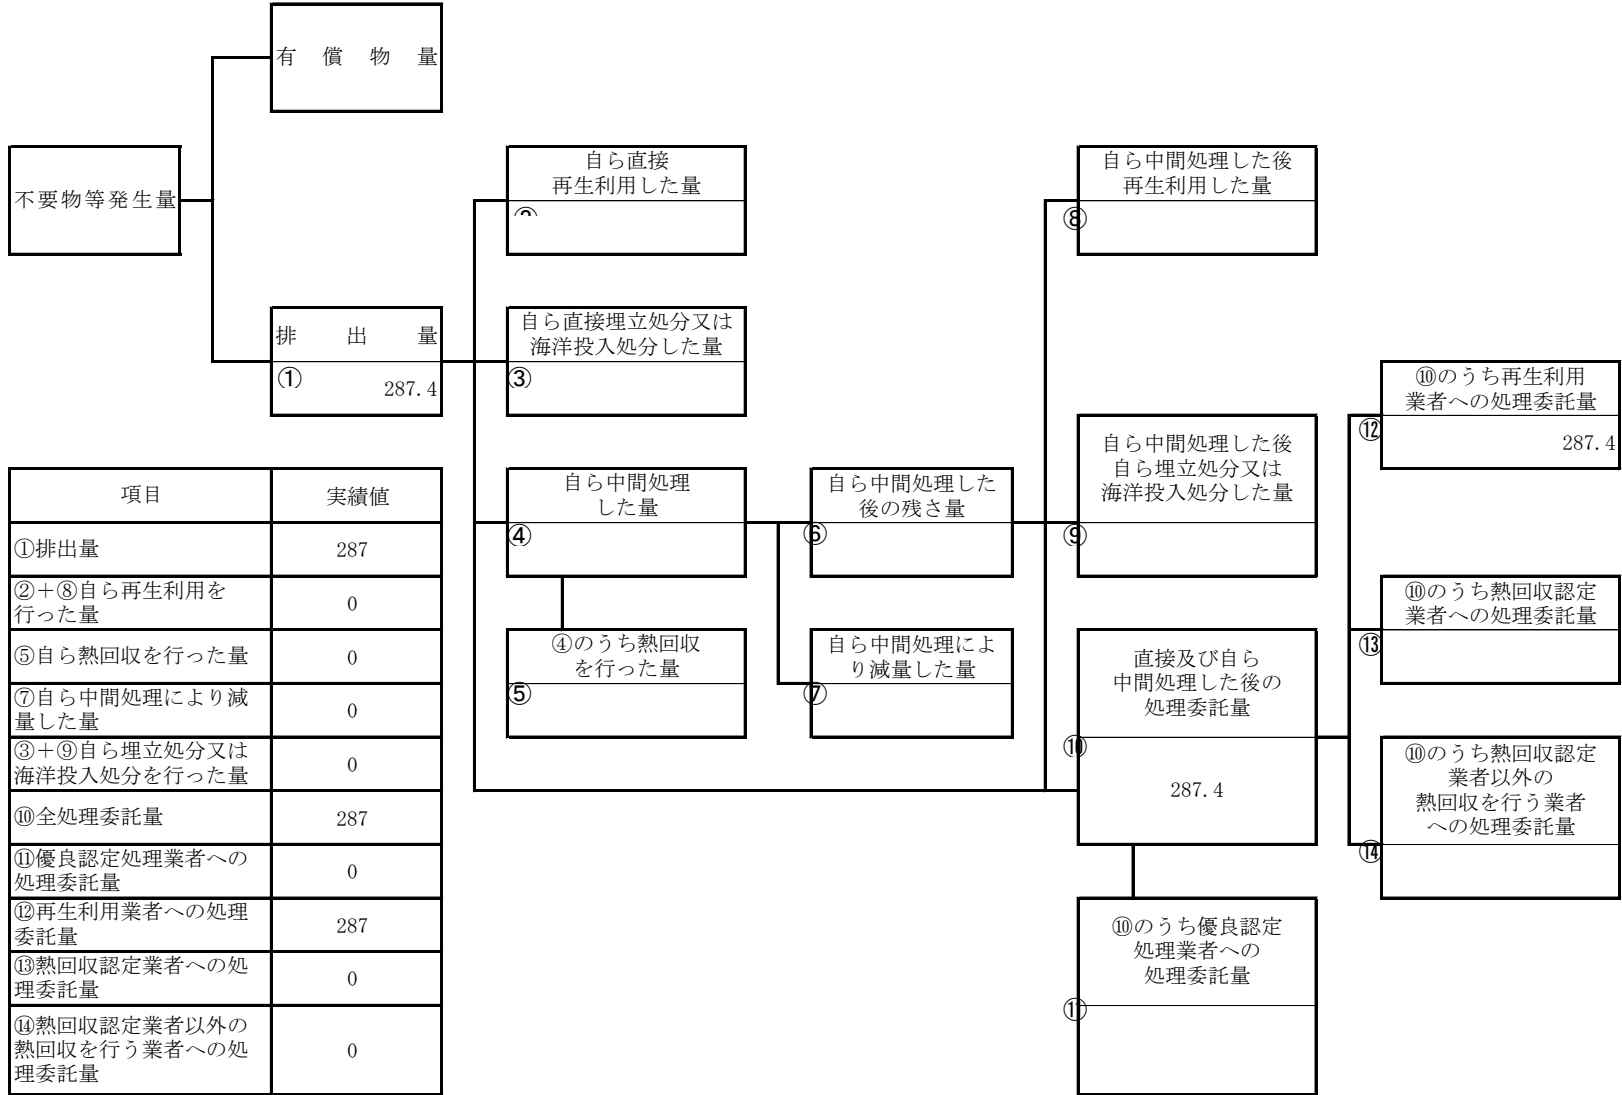 有償物量
不要物等発生量
排出量
①
287.4
自ら直接
再生利用した量
自ら直接埋立処分又は
海洋投入処分した量
③
自ら中間処理
した量
④
④のうち熱回収
を行った量
⑤
自ら中間処理した
後の残さ量
⑥
自ら中間処理によ
り減量した量
⑦
自ら中間処理した後
再生利用した量
⑧
自ら中間処理した後
自ら埋立処分又は
海洋投入処分した量
⑨
直接及び自ら
中間処理した後の
処理委託量
⑩
287.4
⑩のうち優良認定
処理業者への
処理委託量
⑪
⑩のうち再生利用
業者への処理委託量
⑫
287.4
⑩のうち熱回収認定
業者への処理委託量
⑬
⑩のうち熱回収認定
業者以外の
熱回収を行う業者
への処理委託量
⑭
項目 実績値
①排出量 287
②+⑧自ら再生利用を
行った量 0
⑤自ら熱回収を行った量 0
⑦自ら中間処理により減
量した量 0
③+⑨自ら埋立処分又は
海洋投入処分を行った量 0
⑩全処理委託量 287
⑪優良認定処理業者への
処理委託量 0
⑫再生利用業者への処理
委託量 287
⑬熱回収認定業者への処
理委託量 0
⑭熱回収認定業者以外の
熱回収を行う業者への処 0
理委託量